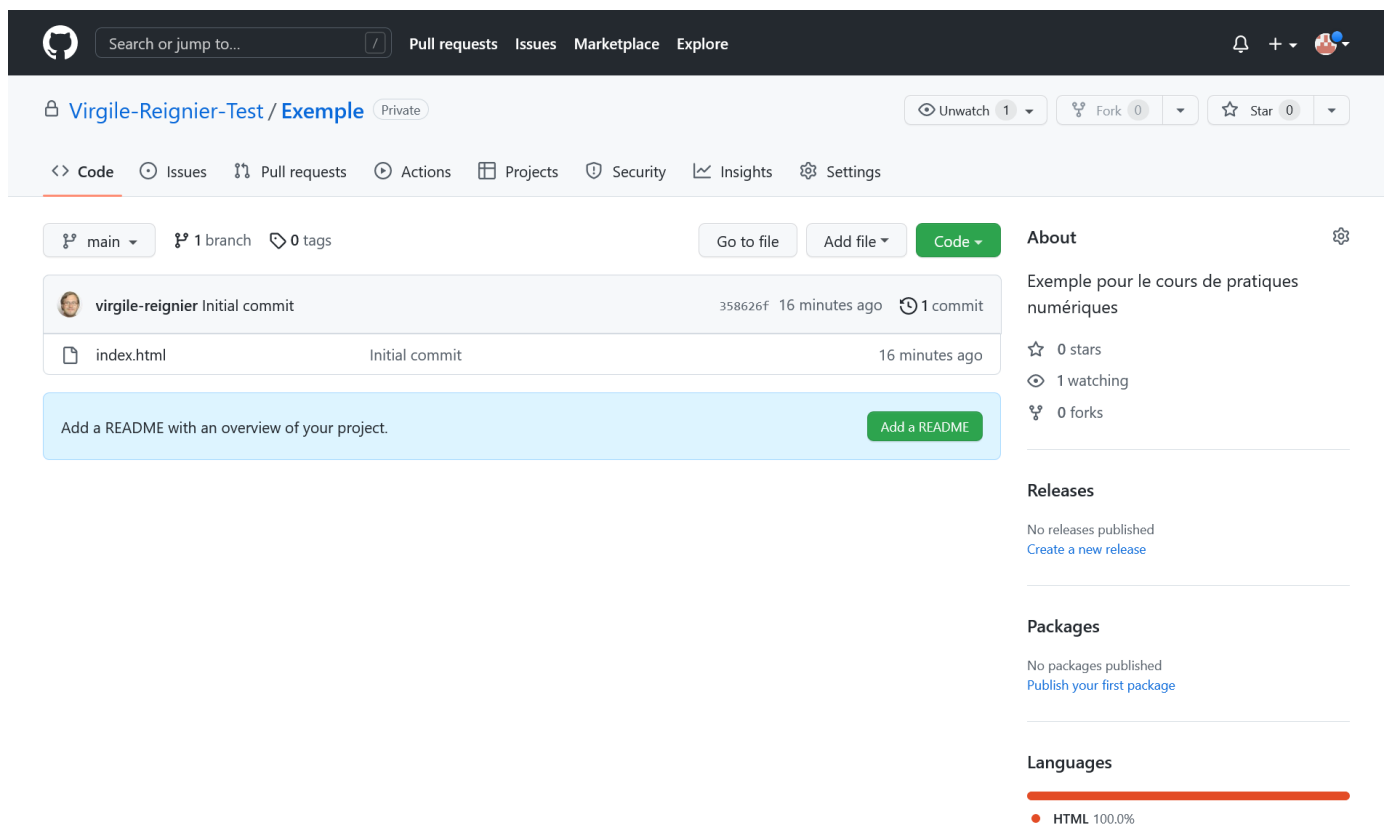 Search or jump to... / Pull requests Issues Marketplace Explore
Virgile-Reignier-Test / Exemple Private Unwatch 1 Fork 0 Star 0
Code Issues Pull requests Actions Projects Security Insights Settings
main 1 branch 0 tags Go to file Add file Code
virgile-reignier Initial commit 358626f 16 minutes ago 1 commit
index.html Initial commit 16 minutes ago
Add a README with an overview of your project. Add a README
About
Exemple pour le cours de pratiques
numériques
0 stars
1 watching
0 forks
Releases
No releases published
Create a new release
Packages
No packages published
Publish your first package
Languages
HTML 100.0%